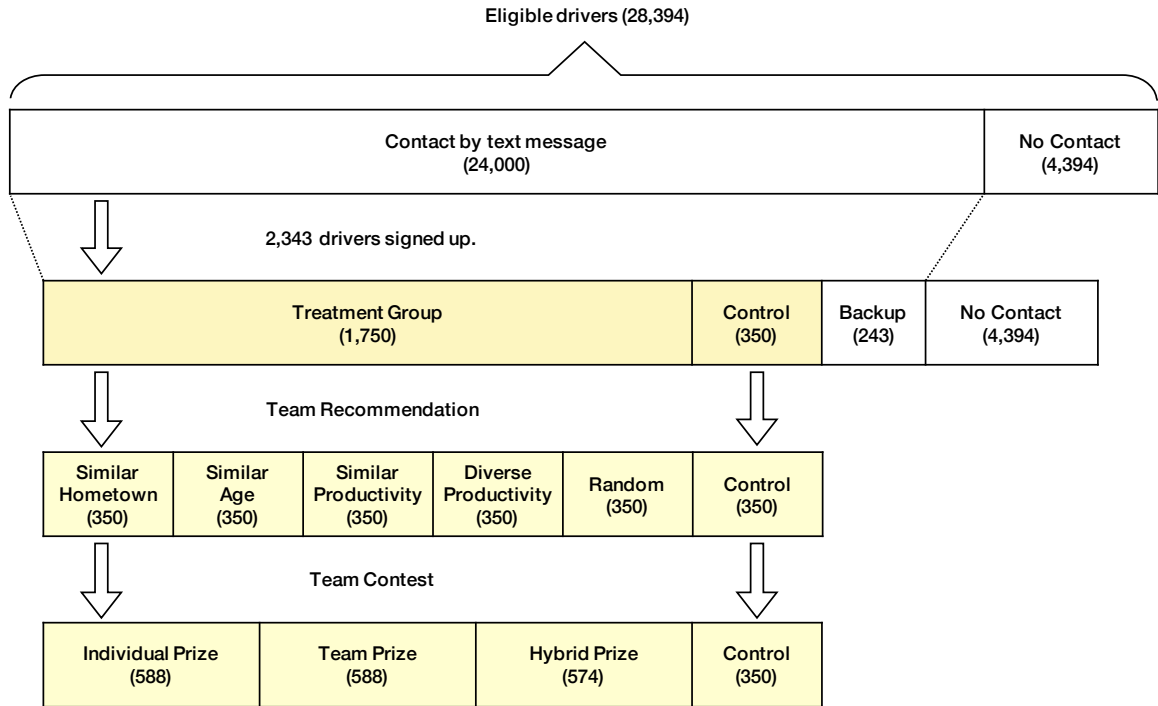 Eligible drivers (28,394)
Contact by text message
(24,000)
No Contact
(4,394)
2,343 drivers signed up.
Treatment Group
(1,750)
Control
(350)
Backup
(243)
No Contact
(4,394)
Team Recommendation
Similar
Hometown
(350)
Similar
Age
(350)
Similar
Productivity
(350)
Diverse
Productivity
(350)
Random
(350)
Control
(350)
Team Contest
Individual Prize
(588)
Team Prize
(588)
Hybrid Prize
(574)
Control
(350)